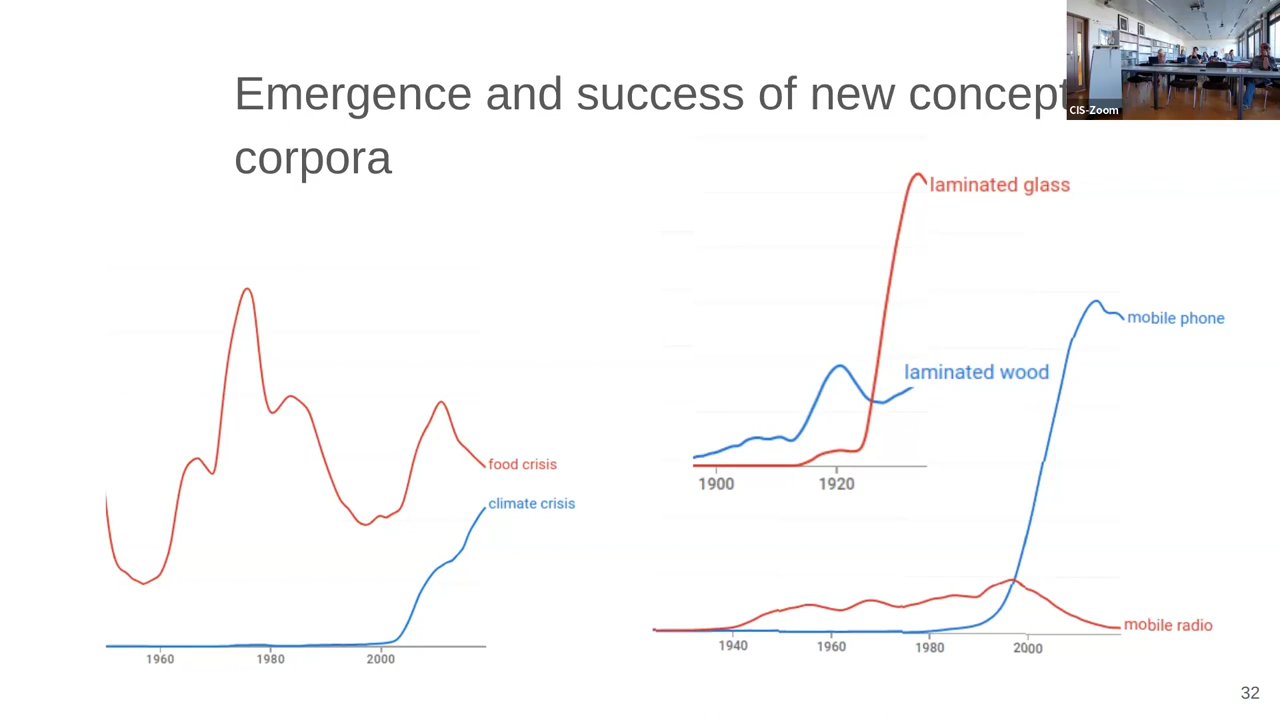 Emergence and success of new concept
corpora
CIS-Zoom
food crisis
climate crisis
1960 1980 2000
laminated glass
laminated wood
1900 1920
mobile phone
mobile radio
1940 1960 1980 2000
32